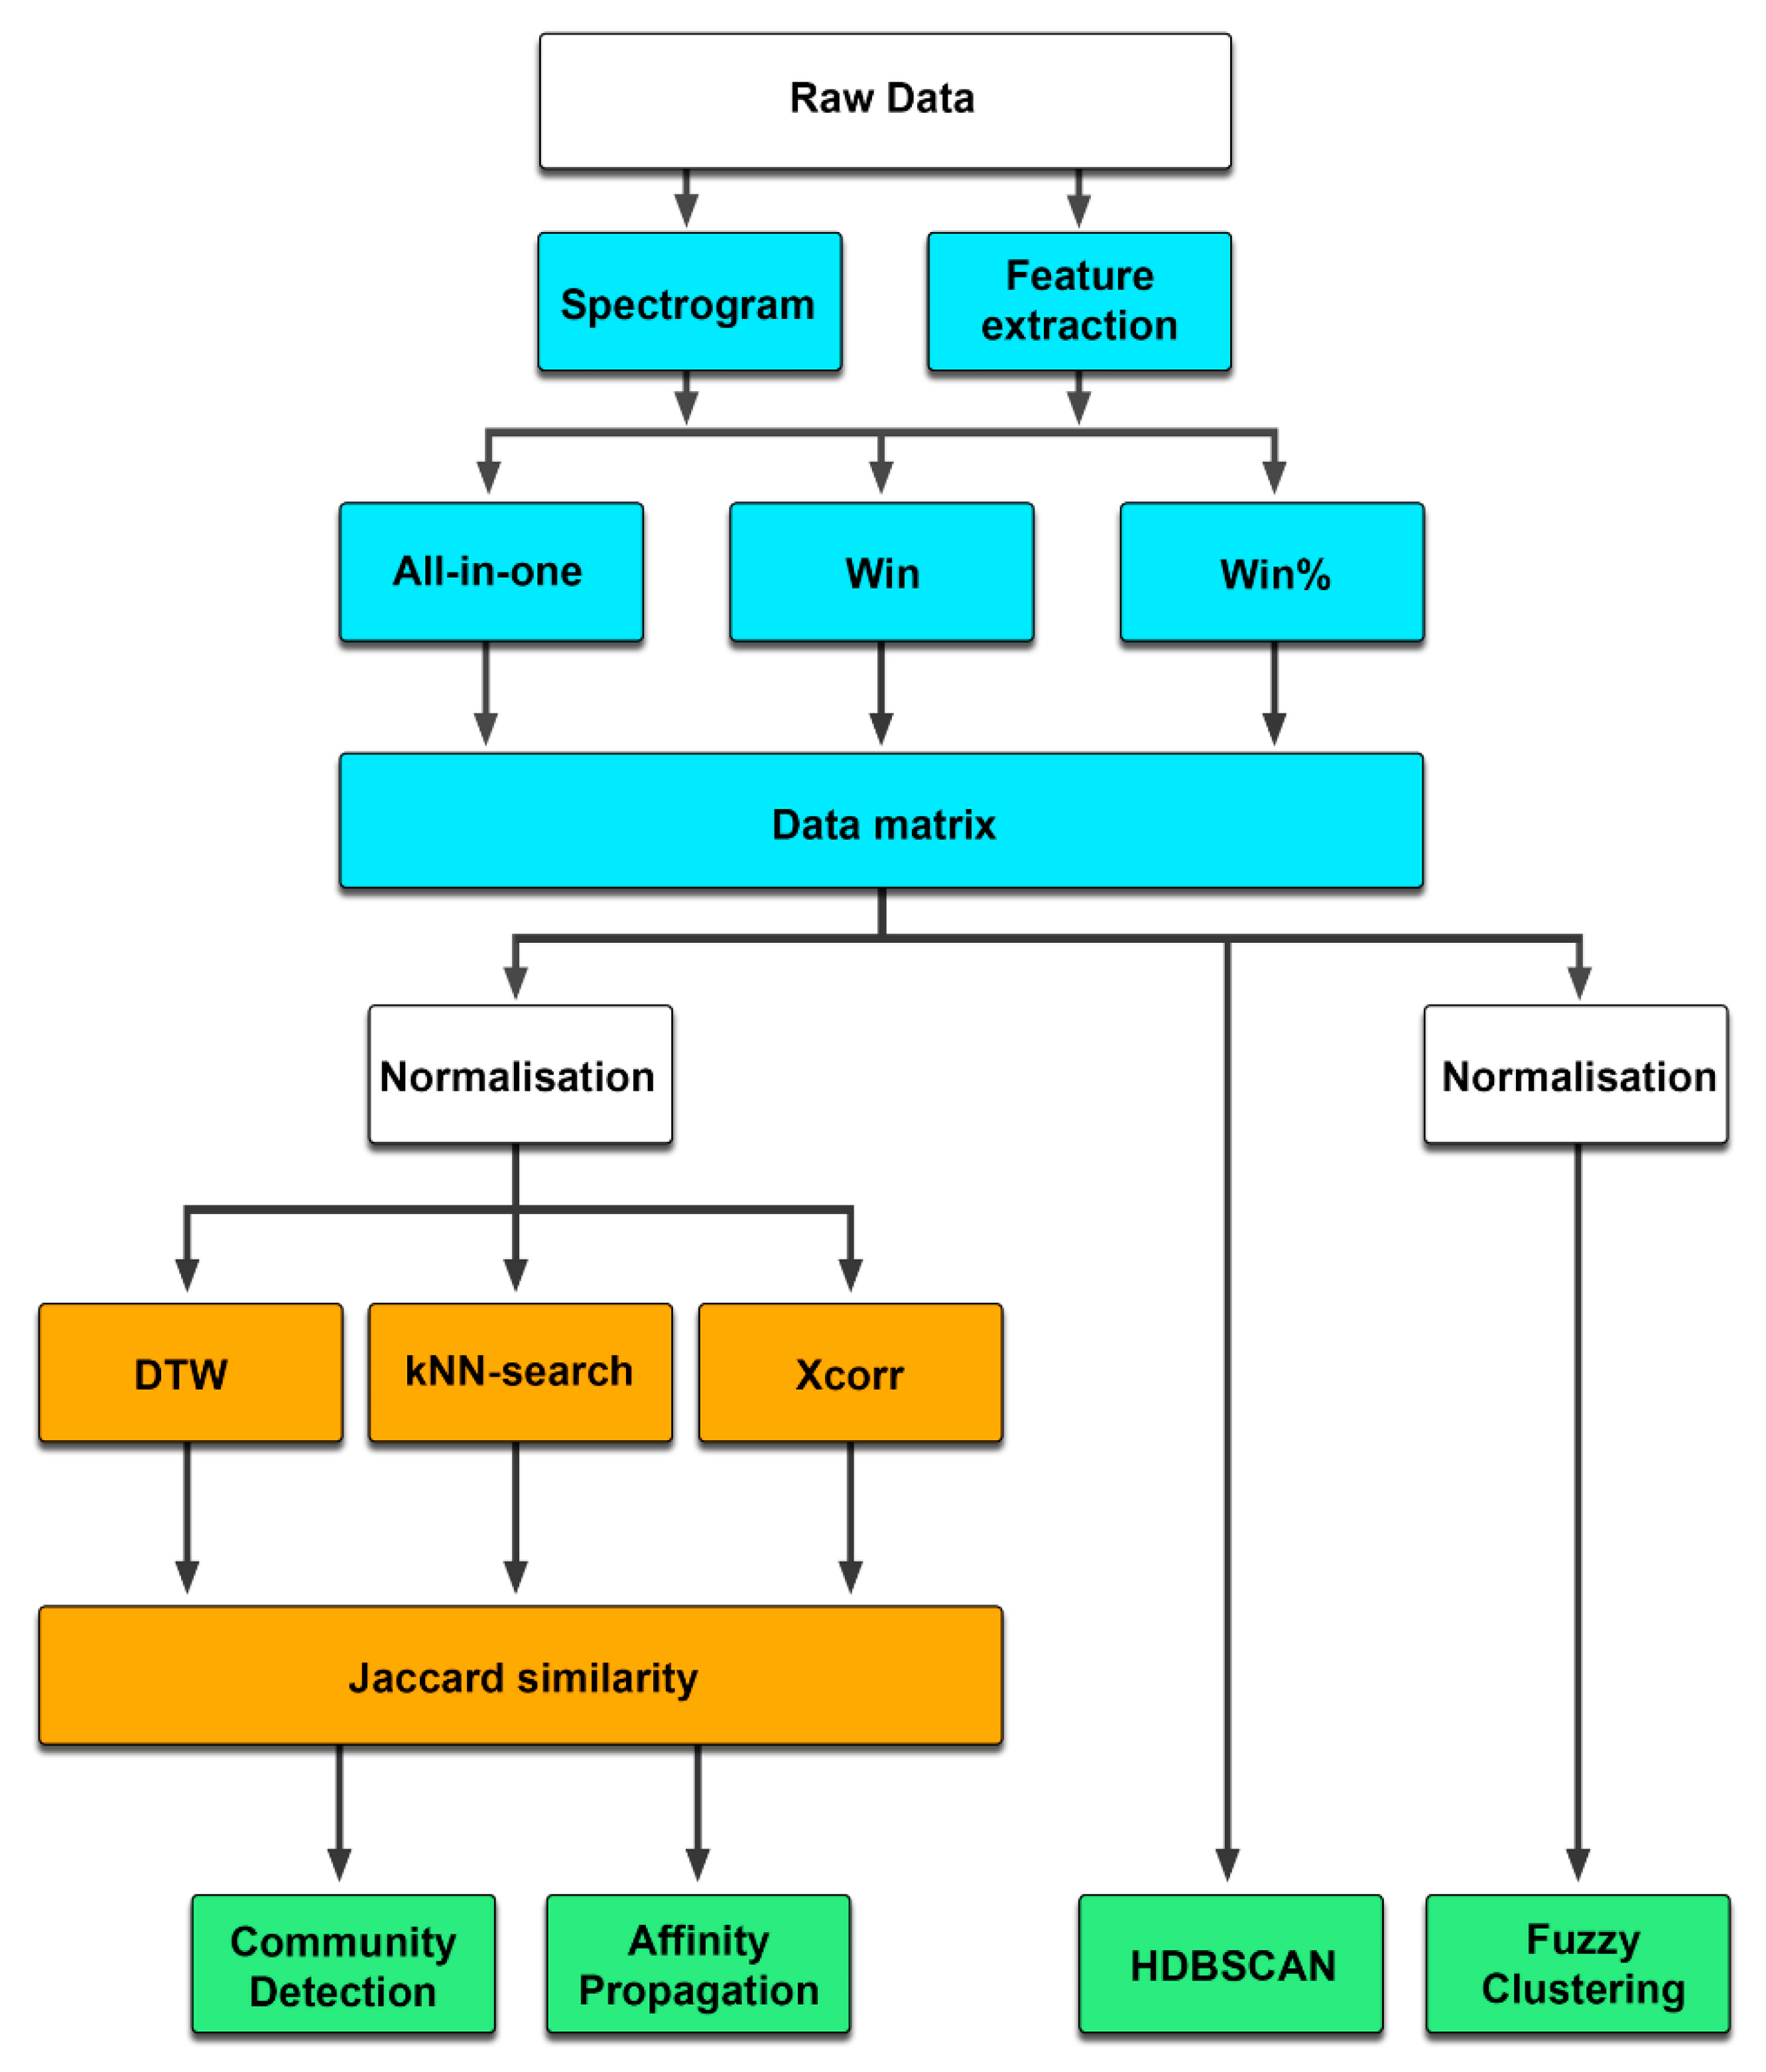 Raw Data
Spectrogram
Feature
extraction
All-in-one
Win
Win%
Data matrix
Normalisation
Normalisation
DTW
kNN-search
Xcorr
Jaccard similarity
Community
Detection
Affinity
Propagation
HDBSCAN
Fuzzy
Clustering